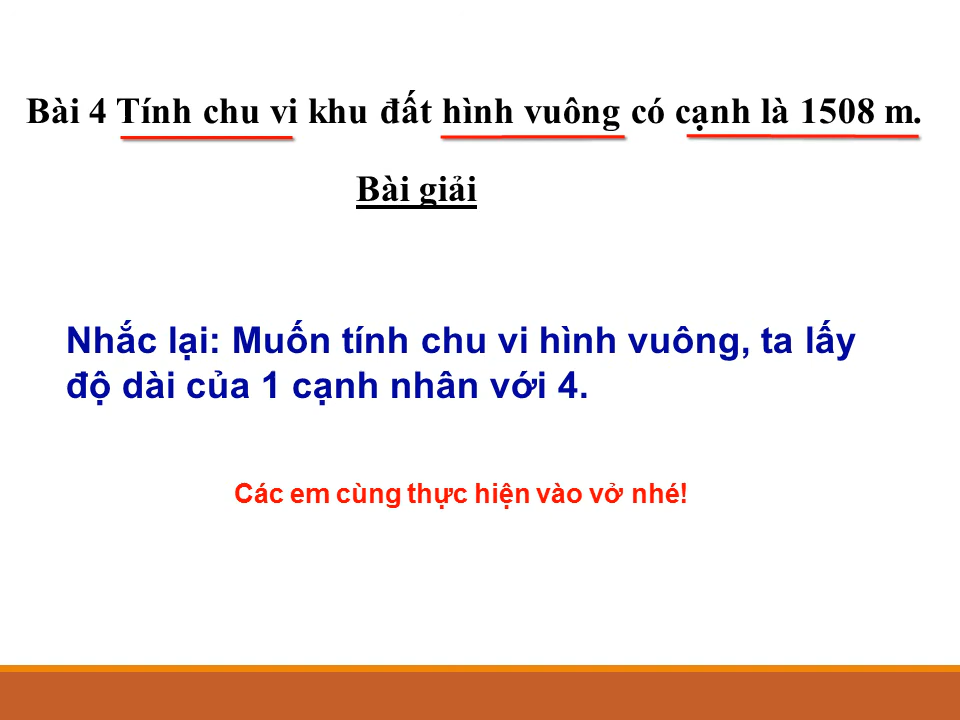 Bài 4 Tính chu vi khu đất hình vuông có cạnh là 1508 m.
Bài giải
Nhắc lại: Muốn tính chu vi hình vuông, ta lấy
độ dài của 1 cạnh nhân với 4.
Các em cùng thực hiện vào vở nhé!